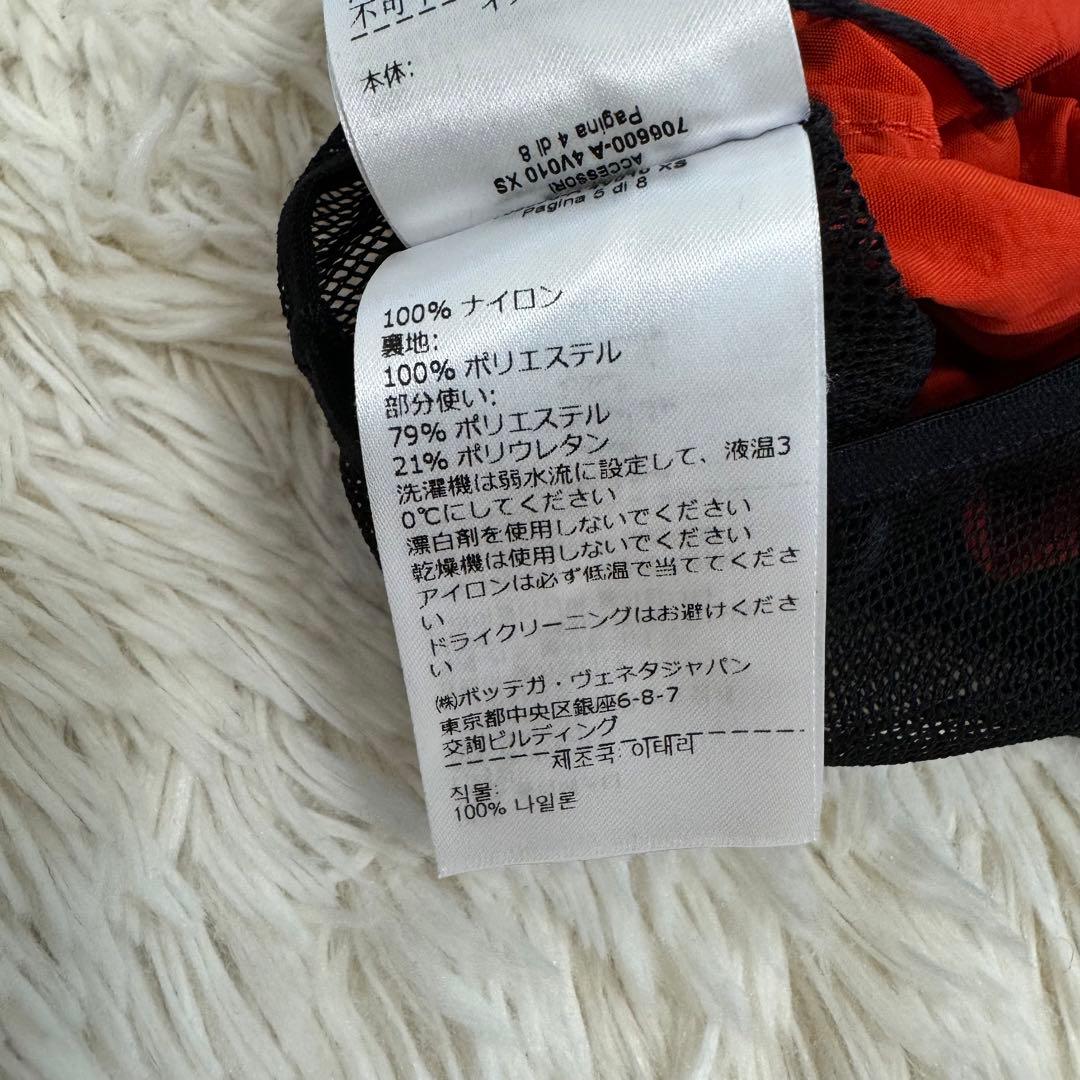 不可
本体:
706600-A 4V010 XS
Pagina 4 di 8
ACCESSORI
Pagina 5 di 8
100% ナイロン
裏地:
100% ポリエステル
部分使い:
79% ポリエステル
21% ポリウレタン
洗濯機は弱水流に設定して、液温3
0℃にしてください
漂白剤を使用しないでください
乾燥機は使用しないでください
アイロンは必ず低温で当ててくださ
い
ドライクリーニングはお避けくださ
い
㈱ボッテガ・ヴェネタジャパン
東京都中央区銀座6-8-7
交詢ビルディング
제조국: 이태리
직물:
100% 나일론